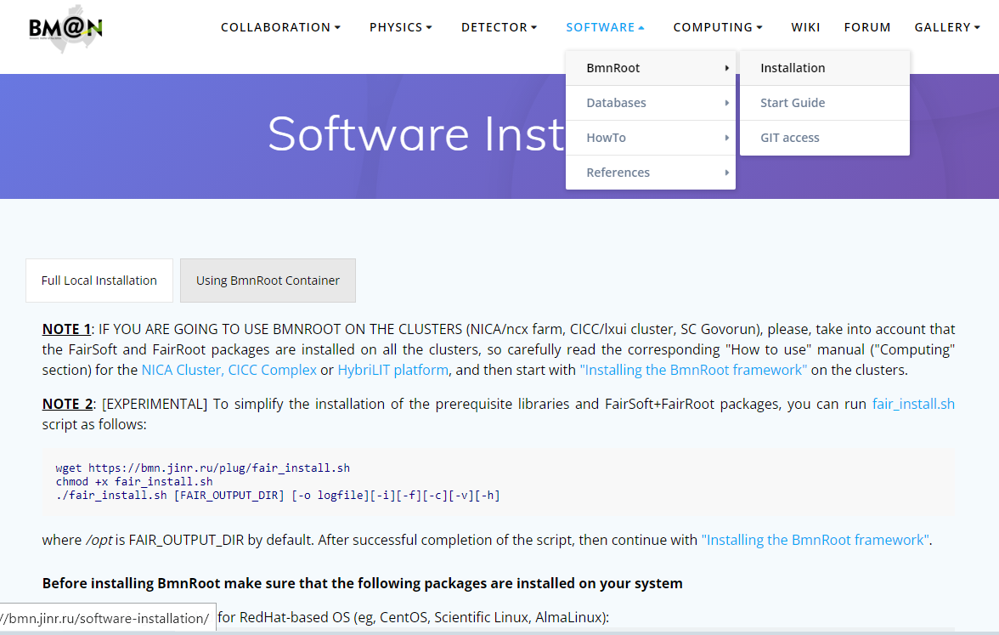 BM@N
COLLABORATION
PHYSICS
DETECTOR
SOFTWARE
COMPUTING
WIKI
FORUM
GALLERY
BmnRoot
Databases
HowTo
References
Installation
Start Guide
GIT access
Software Inst
Full Local Installation
Using BmnRoot Container
NOTE 1: IF YOU ARE GOING TO USE BMNROOT ON THE CLUSTERS (NICA/ncx farm, CICC/lxui cluster, SC Govorun), please, take into account that
the FairSoft and FairRoot packages are installed on all the clusters, so carefully read the corresponding "How to use" manual ("Computing"
section) for the NICA Cluster, CICC Complex or HybriLIT platform, and then start with "Installing the BmnRoot framework" on the clusters.
NOTE 2: [EXPERIMENTAL] To simplify the installation of the prerequisite libraries and FairSoft+FairRoot packages, you can run fair_install.sh
script as follows:
wget https://bmn.jinr.ru/plug/fair_install.sh
chmod +x fair_install.sh
./fair_install.sh [FAIR_OUTPUT_DIR] [-o logfile][-i][-f][-c][-v][-h]
where /opt is FAIR_OUTPUT_DIR by default. After successful completion of the script, then continue with "Installing the BmnRoot framework".
Before installing BmnRoot make sure that the following packages are installed on your system
for RedHat-based OS (eg, CentOS, Scientific Linux, AlmaLinux):
//bmn.jinr.ru/software-installation/